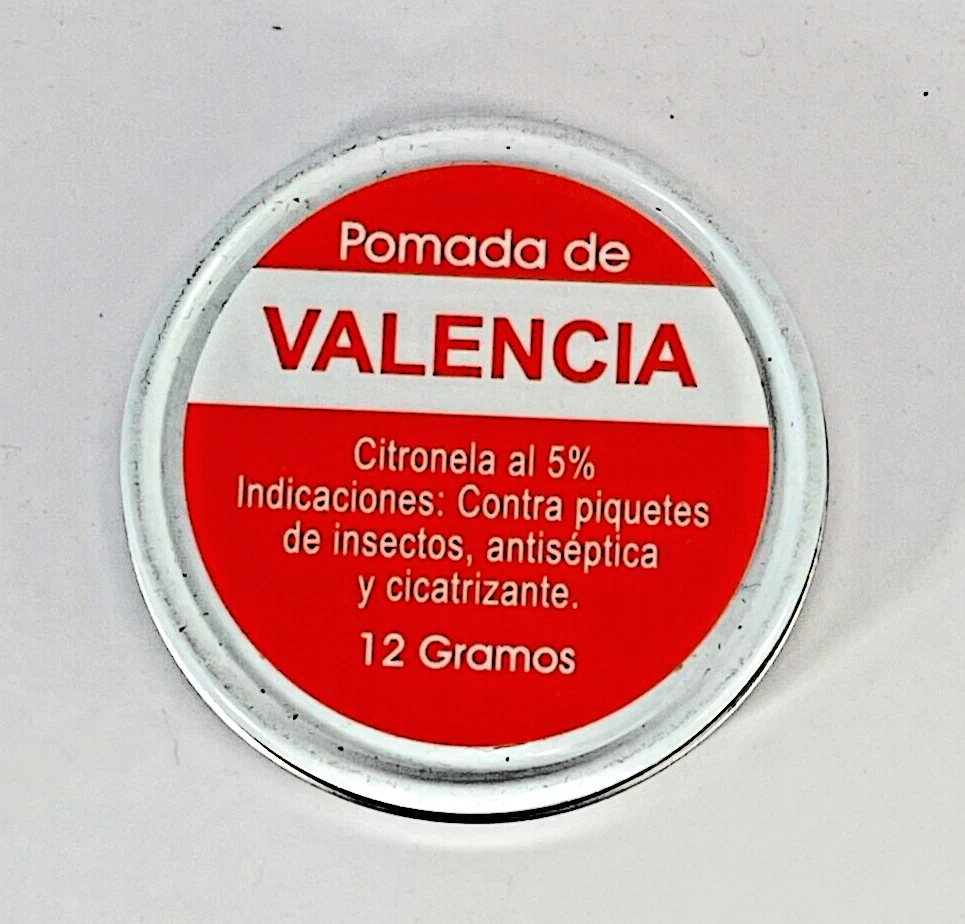 Pomada de
VALENCIA
Citronela al 5%
Indicaciones: Contra piquetes
de insectos, antiséptica
y cicatrizante.
12 Gramos